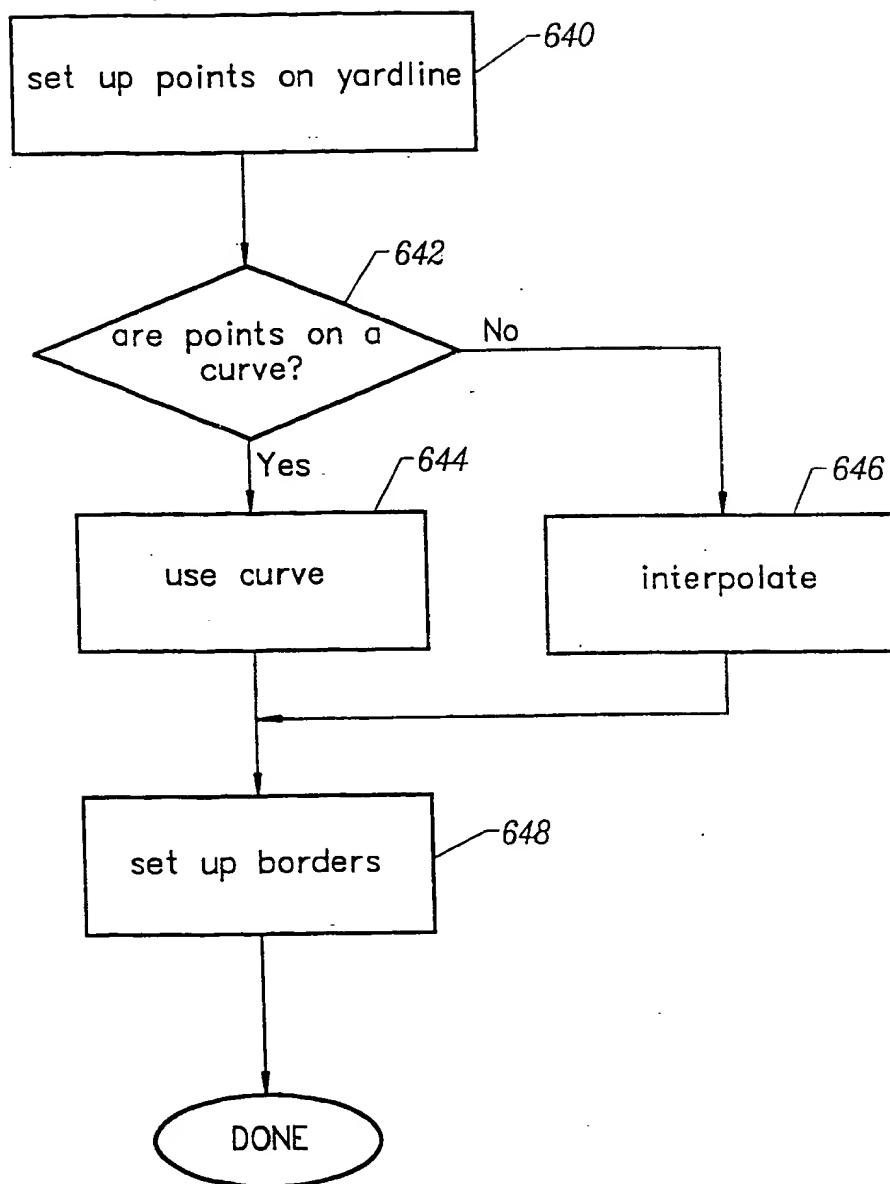 640
set up points on yardline
642
are points on a
curve?
No
Yes
644
646
use curve
interpolate
648
set up borders
DONE